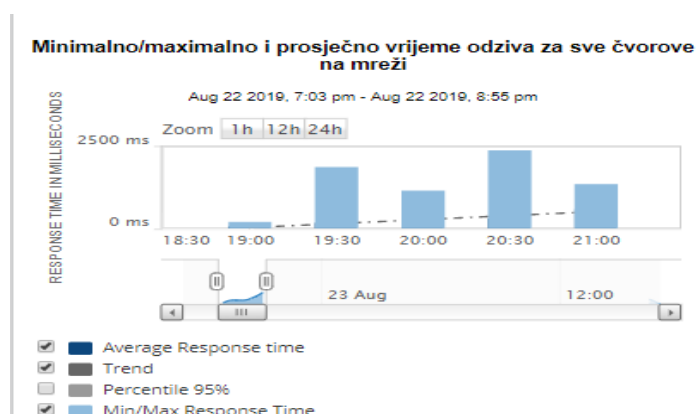 Minimalno/maximalno i prosječno vrijeme odziva za sve čvorove
na mreži
Aug 22 2019, 7:03 pm - Aug 22 2019, 8:55 pm
RESPONSE TIME IN MILLISECONDS
Zoom 1h 12h 24h
2500 ms
0 ms
18:30 19:00 19:30 20:00 20:30 21:00
23 Aug 12:00
Average Response time
Trend
Percentile 95%
Min/Max Response Time